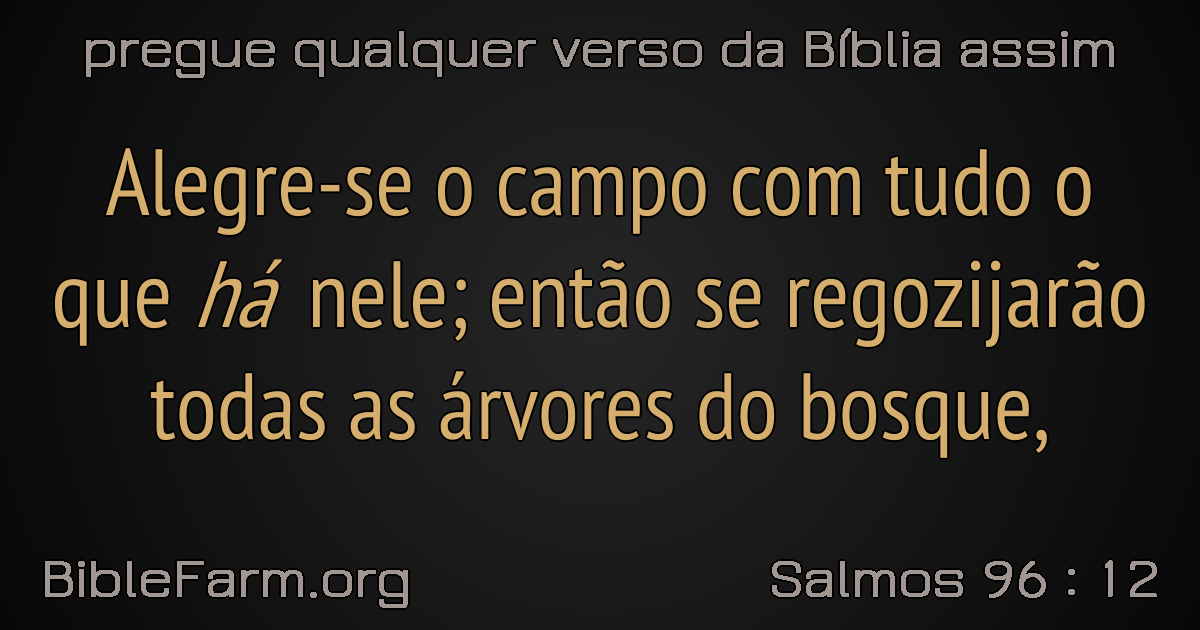 pregue qualquer verso da Bíblia assim
Alegre-se o campo com tudo o
que há nele; então se regozijarão
todas as árvores do bosque,
BibleFarm.org
Salmos 96 : 12